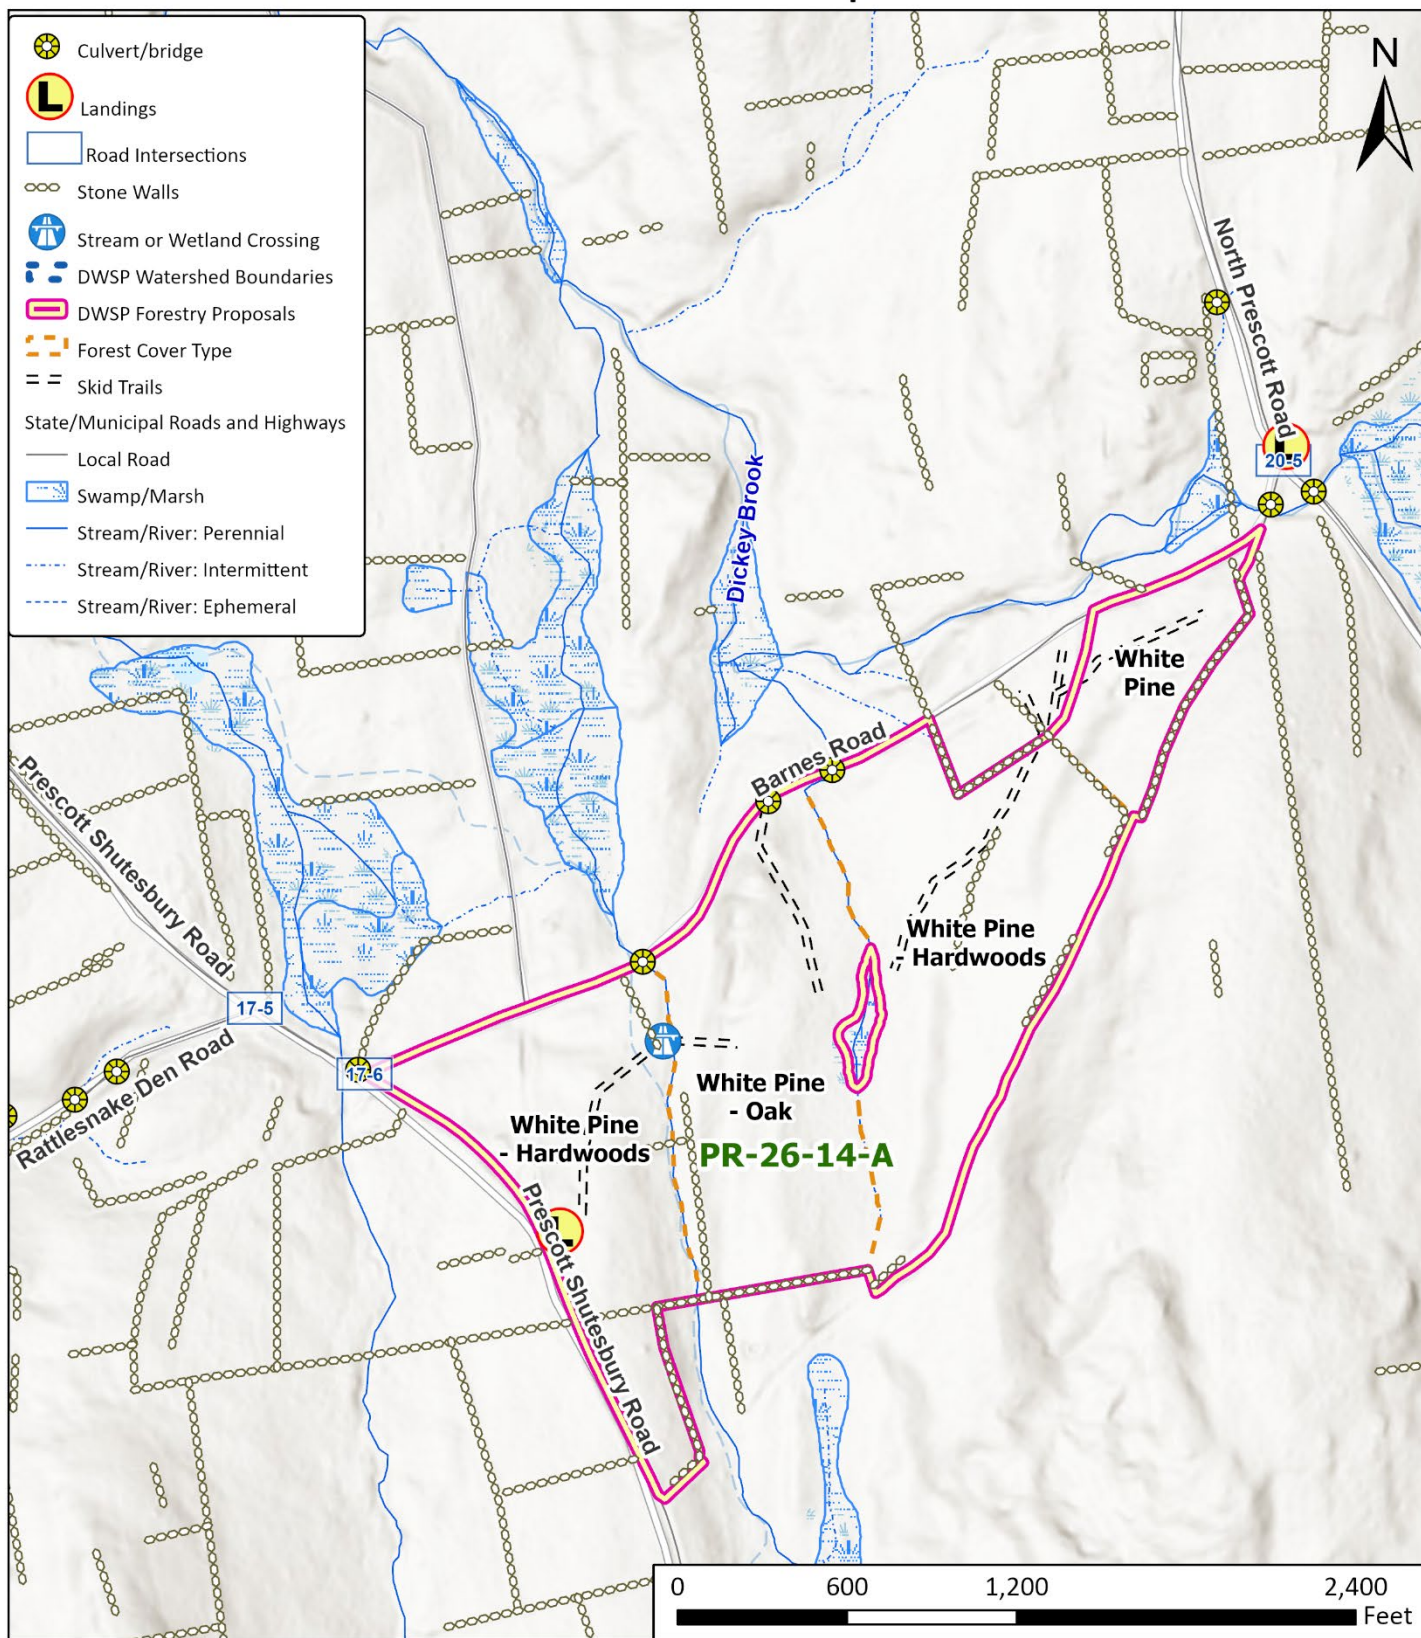 Culvert/bridge
L
Landings
Road Intersections
Stone Walls
Stream or Wetland Crossing
DWSP Watershed Boundaries
DWSP Forestry Proposals
Forest Cover Type
Skid Trails
State/Municipal Roads and Highways
Local Road
Swamp/Marsh
Stream/River: Perennial
Stream/River: Intermittent
Stream/River: Ephemeral
N
North Prescott Road
20-5
Dickey Brook
White
Pine
Barnes Road
Prescott Shutesbury Road
White Pine
- Hardwoods
17-5
Rattlesnake Den Road
17-6
White Pine
- Oak
White Pine
- Hardwoods
PR-26-14-A
Prescott Shutesbury Road
0 600 1,200 2,400
Feet